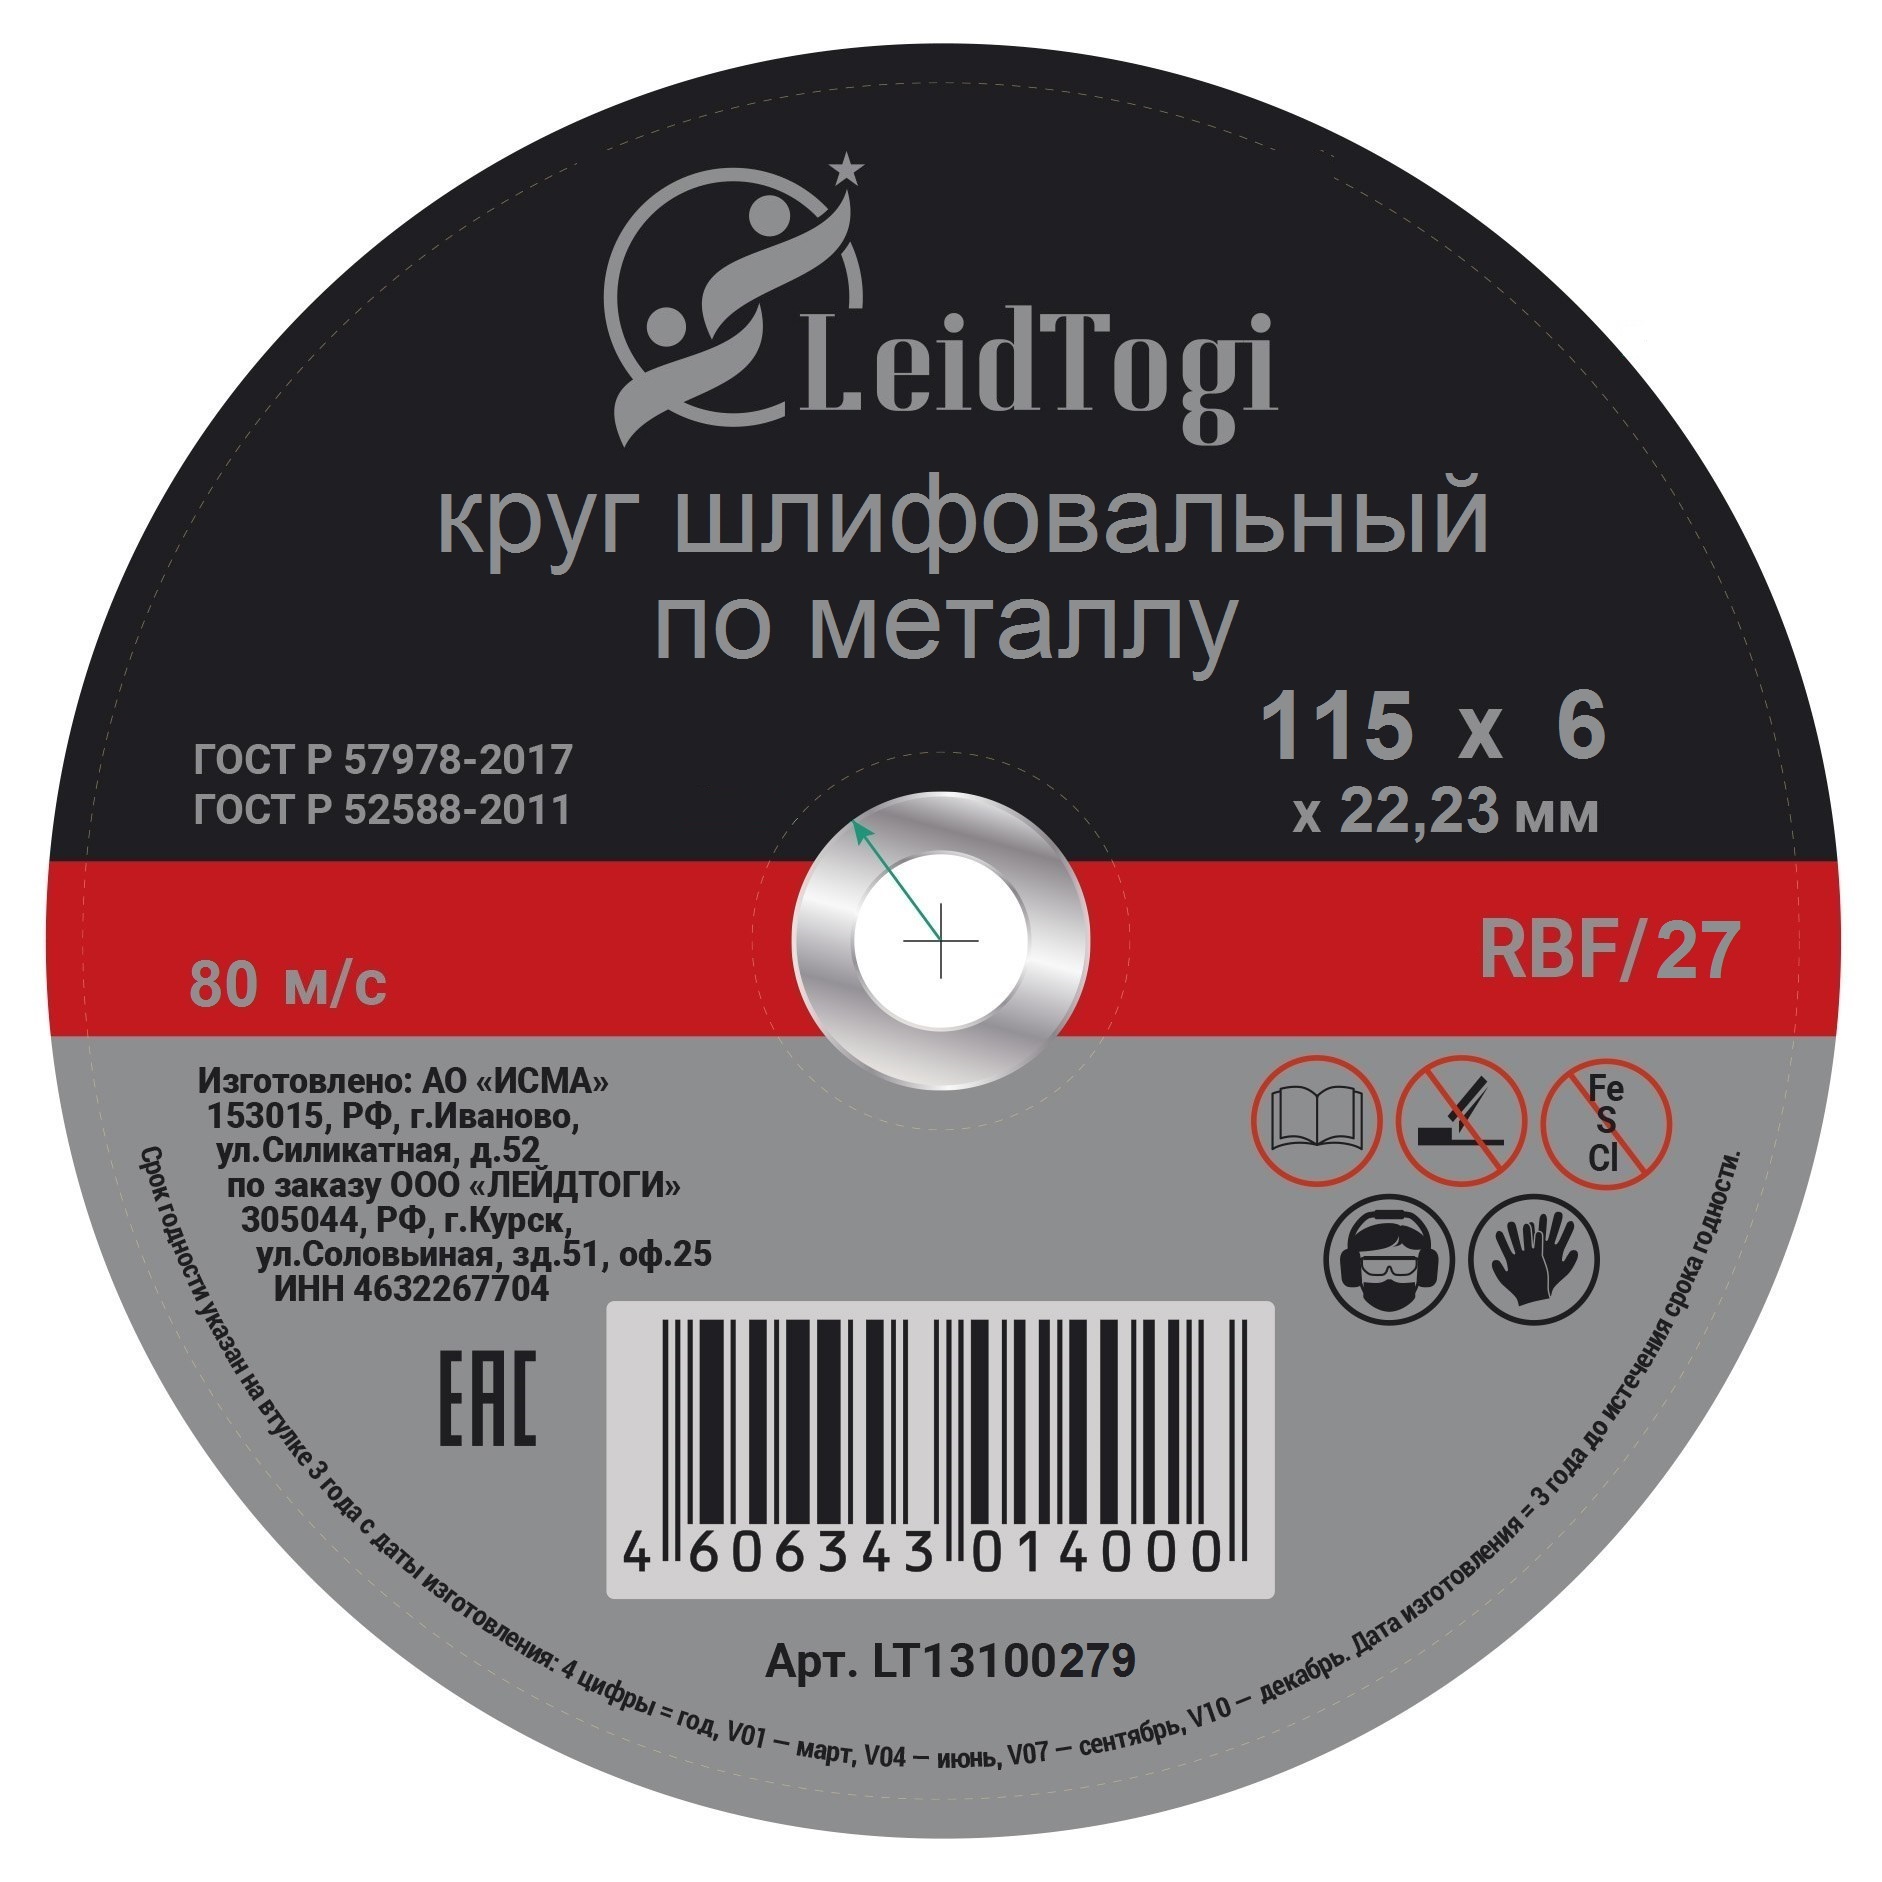 LeidTogi
круг шлифовальный
по металлу
115 x 6
x 22,23 мм
ГОСТ Р 57978-2017
ГОСТ Р 52588-2011
80 м/с
RBF/27
Изготовлено: АО «ИСМА»
153015, РФ, г.Иваново,
ул.Силикатная, д.52
по заказу ООО «ЛЕЙДТОГИ»
305044, РФ, г.Курск,
ул.Соловьиная, зд.51, оф.25
ИНН 4632267704
Fe
S
Cl
ЕАС
4 606343 014000
Арт. LT13100279
Срок годности указан на втулке 3 года с даты изготовления: 4 цифры = год, V01 – март, V04 – июнь, V07 – сентябрь, V10 – декабрь. Дата изготовления = 3 года до истечения срока годности.